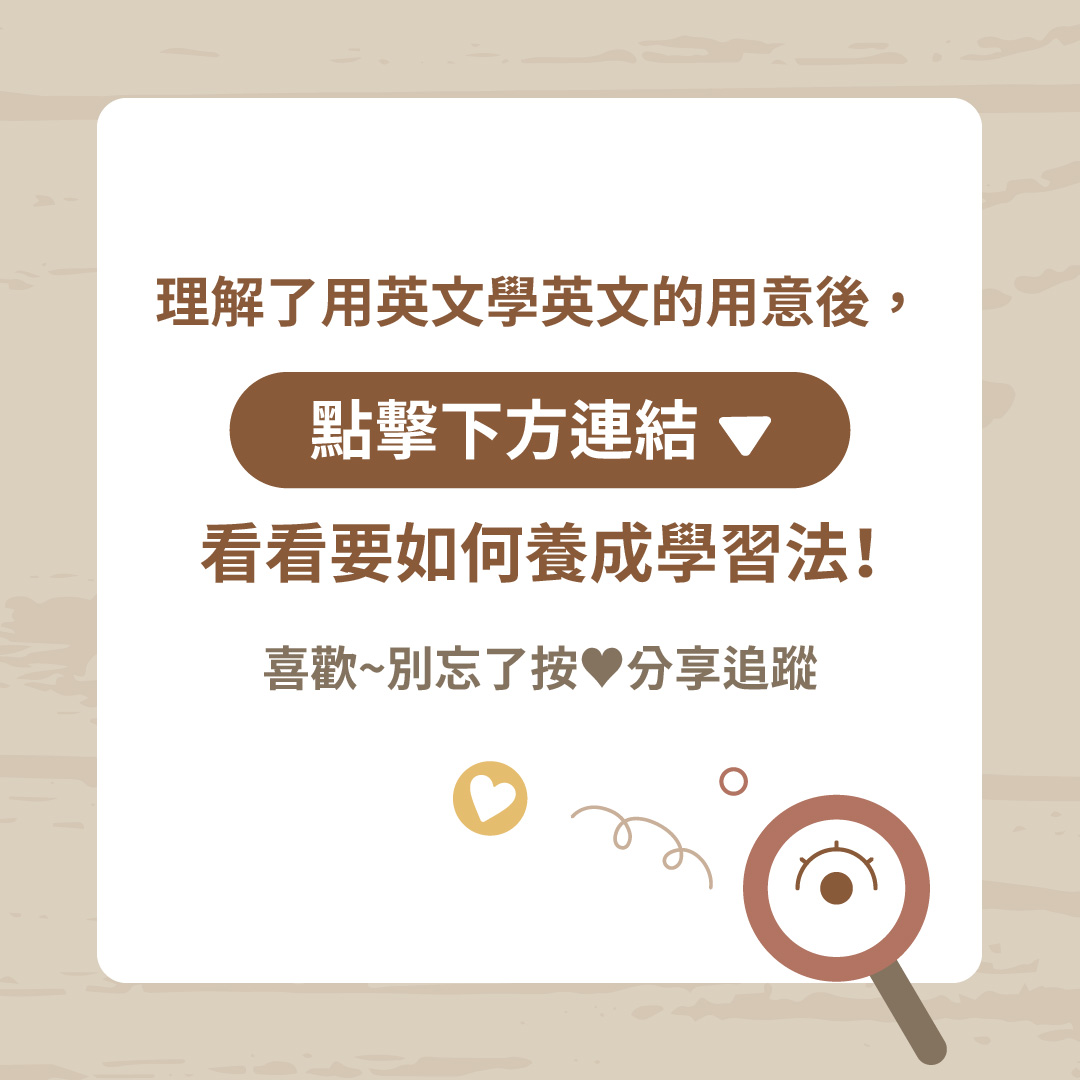 理解了用英文學英文的用意後，
點擊下方連結▼
看看要如何養成學習法!
喜歡~別忘了按♥分享追蹤